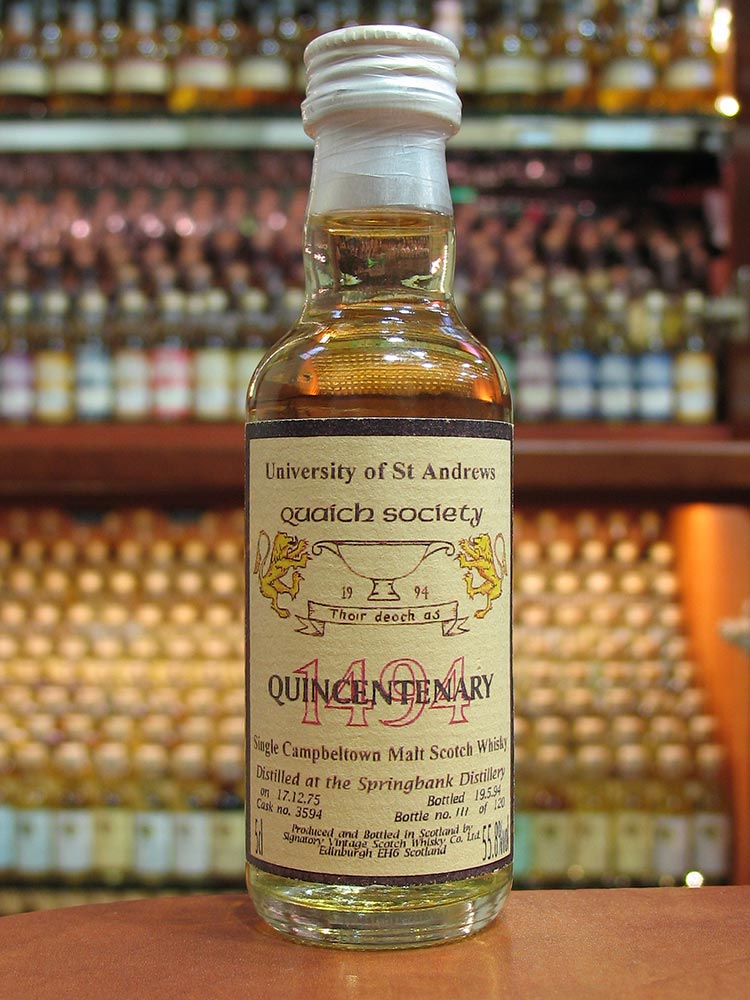 University of St Andrews
Quaich Society
19 94
Thoir deoch as
1494
QUINCENTENARY
Single Campbeltown Malt Scotch Whisky
Distilled at the Springbank Distillery
on 17.12.75 Bottled 19.5.94
Cask no. 3594 Bottle no. 111 of 120
Produced and Bottled in Scotland by
Signatory Vintage Scotch Whisky Co. Ltd.
Edinburgh EH6 Scotland
5cl
55.8%vol